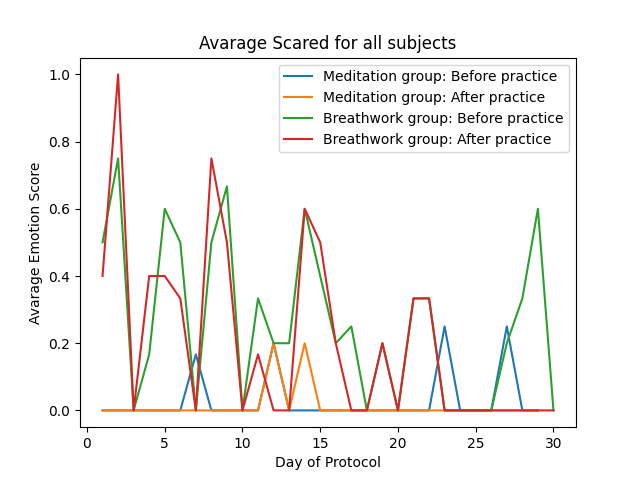 Avarage Scared for all subjects
Meditation group: Before practice
Meditation group: After practice
Breathwork group: Before practice
Breathwork group: After practice
Avarage Emotion Score
1.0
0.8
0.6
0.4
0.2
0.0
0 5 10 15 20 25 30
Day of Protocol